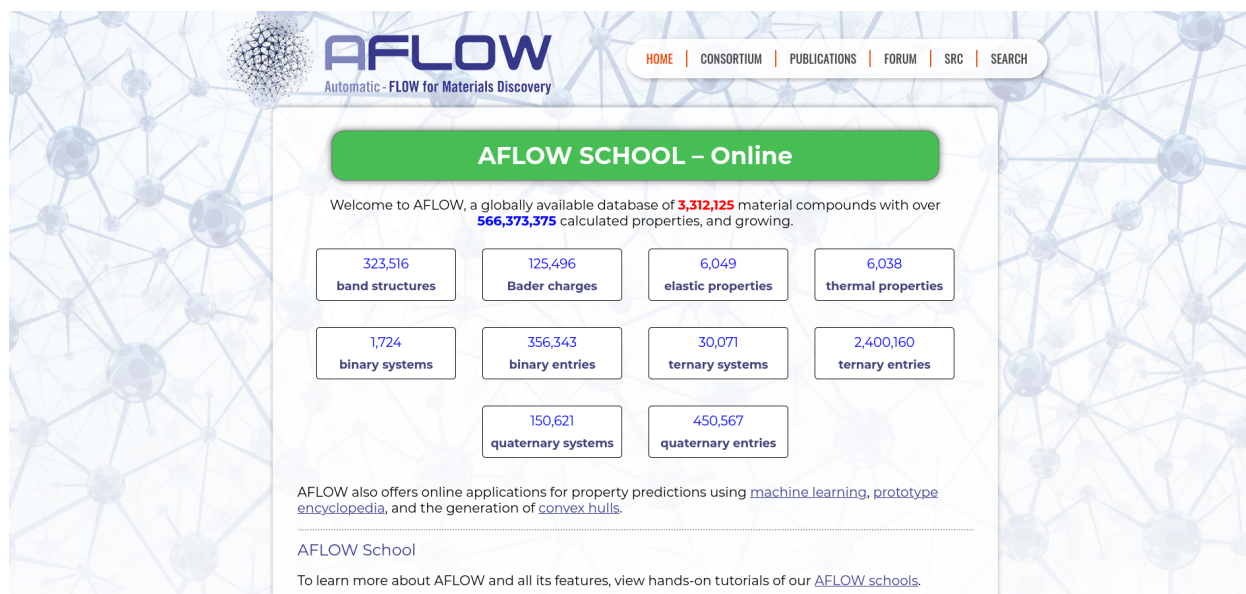 AFLOW
Automatic - FLOW for Materials Discovery
HOME | CONSORTIUM | PUBLICATIONS | FORUM | SRC | SEARCH
AFLOW SCHOOL – Online
Welcome to AFLOW, a globally available database of 3,312,125 material compounds with over
566,373,375 calculated properties, and growing.
323,516
band structures
125,496
Bader charges
6,049
elastic properties
6,038
thermal properties
1,724
binary systems
356,343
binary entries
30,071
ternary systems
2,400,160
ternary entries
150,621
quaternary systems
450,567
quaternary entries
AFLOW also offers online applications for property predictions using machine learning, prototype
encyclopedia, and the generation of convex hulls.
AFLOW School
To learn more about AFLOW and all its features, view hands-on tutorials of our AFLOW schools.